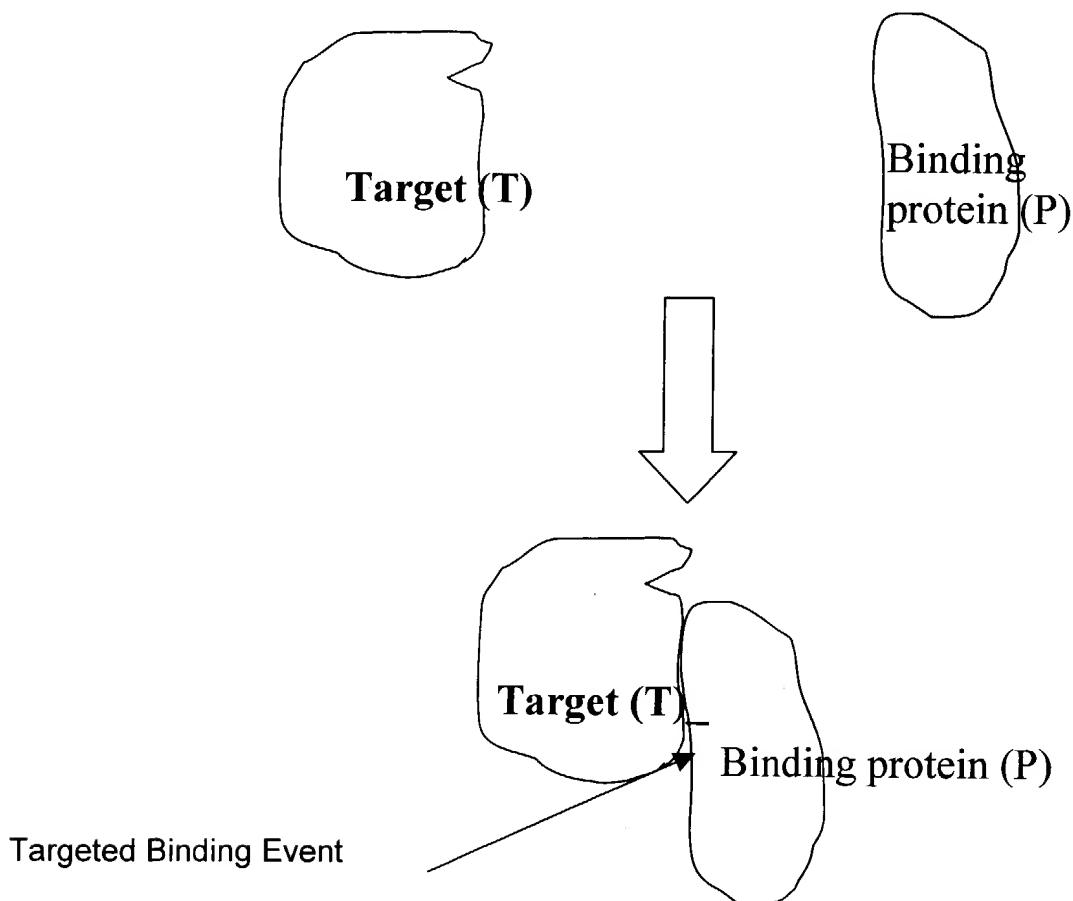 Target (T)
Binding
protein (P)
Target (T)
Binding protein (P)
Targeted Binding Event